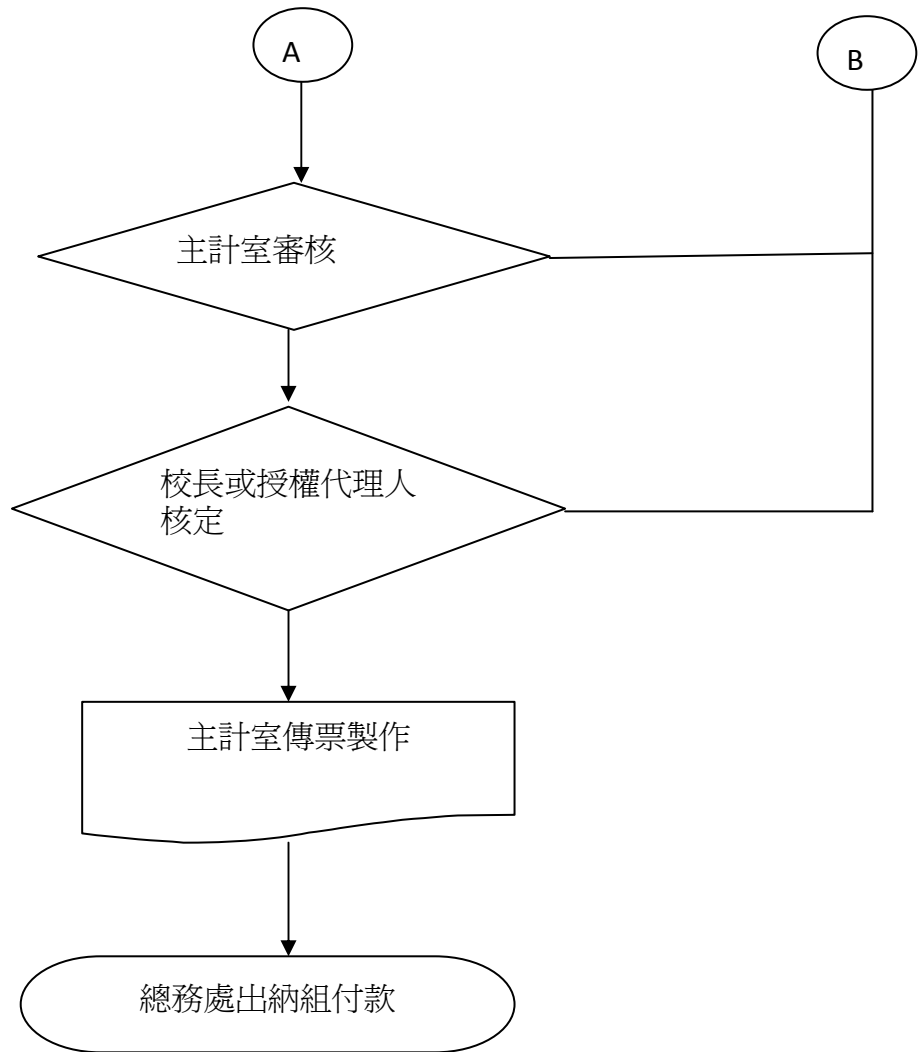 A
B
主計室審核
校長或授權代理人
核定
主計室傳票製作
總務處出納組付款